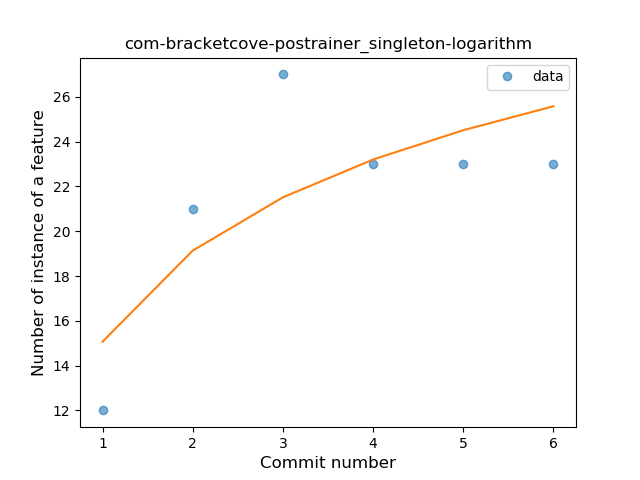 com-bracketcove-postrainer_singleton-logarithm
data
Number of instance of a feature
26
24
22
20
18
16
14
12
1 2 3 4 5 6
Commit number